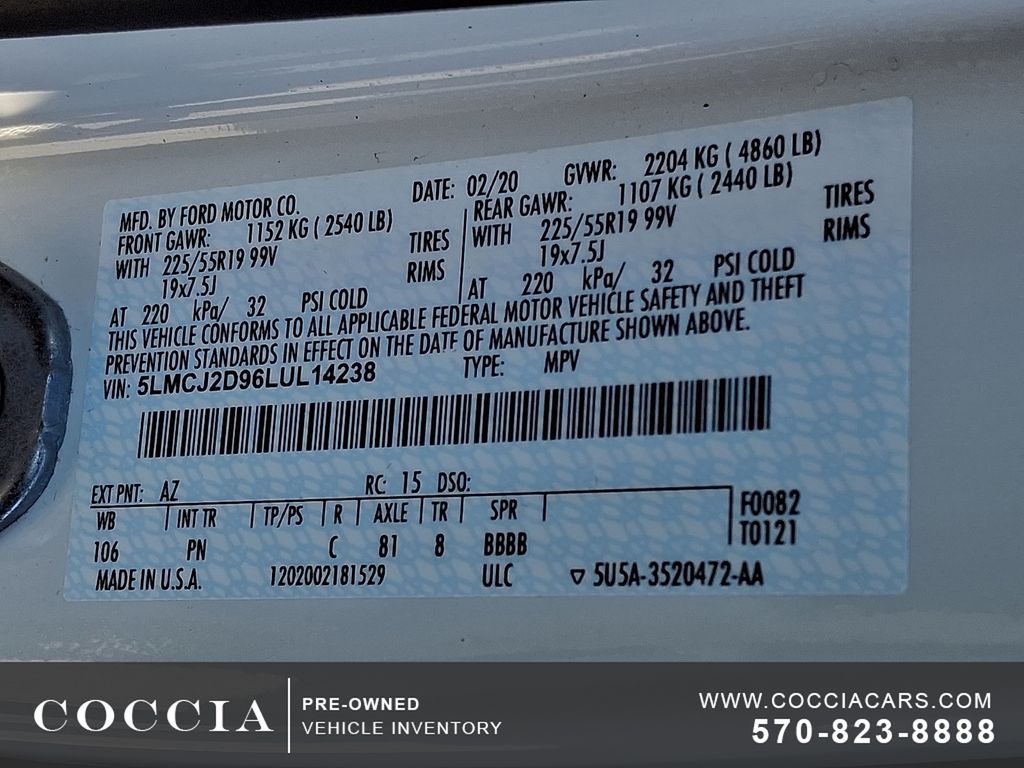 MFD. BY FORD MOTOR CO. DATE: 02/20 GVWR: 2204 KG ( 4860 LB)
FRONT GAWR: 1152 KG ( 2540 LB) REAR GAWR: 1107 KG ( 2440 LB)
WITH 225/55R19 99V TIRES WITH 225/55R19 99V TIRES
19x7.5J RIMS 19x7.5J RIMS
AT 220 kPa/ 32 PSI COLD AT 220 kPa/ 32 PSI COLD
THIS VEHICLE CONFORMS TO ALL APPLICABLE FEDERAL MOTOR VEHICLE SAFETY AND THEFT
PREVENTION STANDARDS IN EFFECT ON THE DATE OF MANUFACTURE SHOWN ABOVE.
VIN: 5LMCJ2D96LUL14238 TYPE: MPV
EXT PNT: AZ RC: 15 DSO:
WB INT TR TP/PS R AXLE TR SPR F0082
106 PN C 81 8 BBBB T0121
MADE IN U.S.A. 1202002181529 ULC ▽ 5U5A-3520472-AA
COCCIA
PRE-OWNED
VEHICLE INVENTORY
WWW.COCCIACARS.COM
570-823-8888